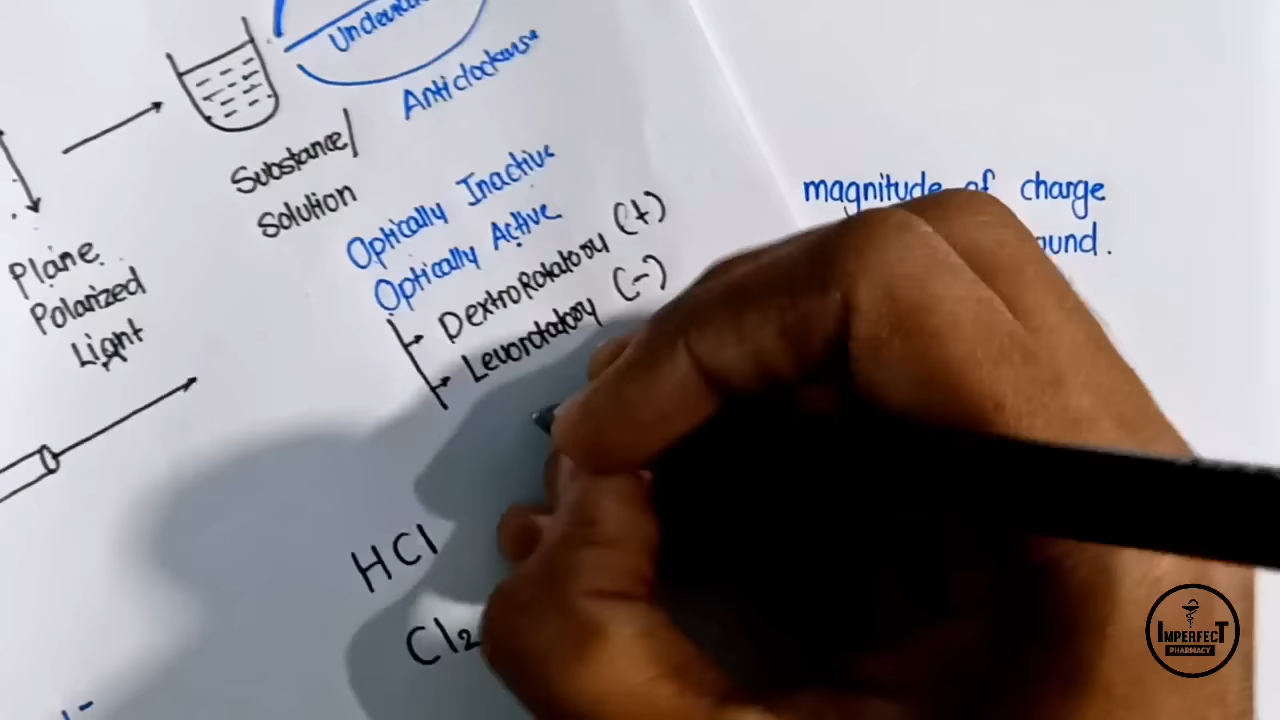 Anticlockwise
Substance/
solution
Optically Inactive
Optically Active
DextroRotatory (+)
Levorotatory (-)
Plane
Polarized
Light
HCl
Cl2
magnitude of charge
IMPERFECT
PHARMACY